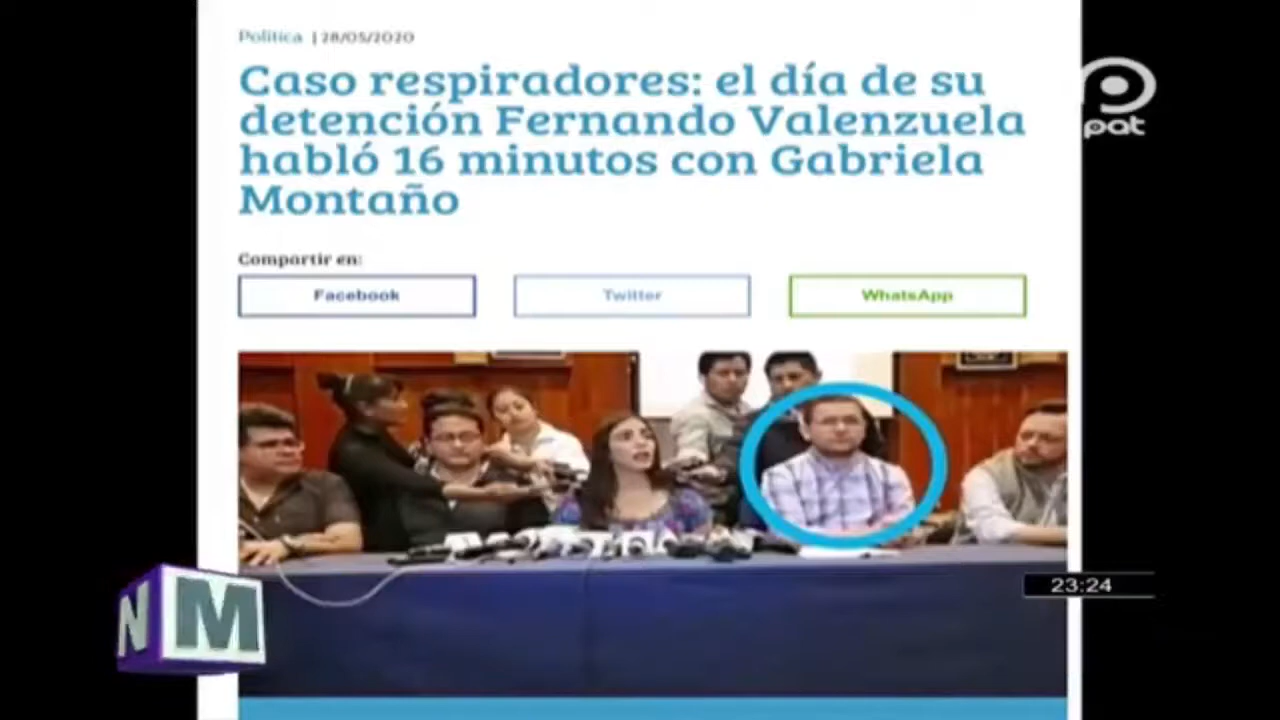 Política | 28/05/2020
pat
Caso respiradores: el día de su
detención Fernando Valenzuela
habló 16 minutos con Gabriela
Montaño
Compartir en:
Facebook
Twitter
WhatsApp
NM
23:24